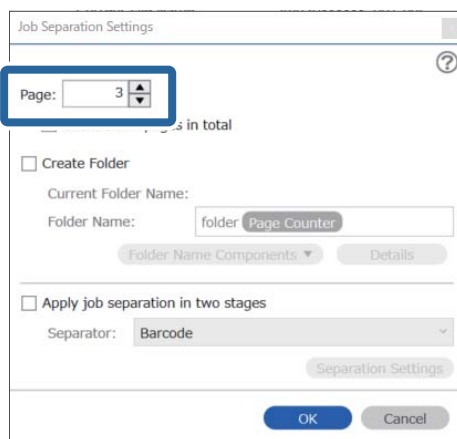 Job Separation Settings
Page: 3
pages in total
Create Folder
Current Folder Name:
Folder Name: folder Page Counter
Folder Name Components ▼ Details
Apply job separation in two stages
Separator: Barcode
Separation Settings
OK Cancel